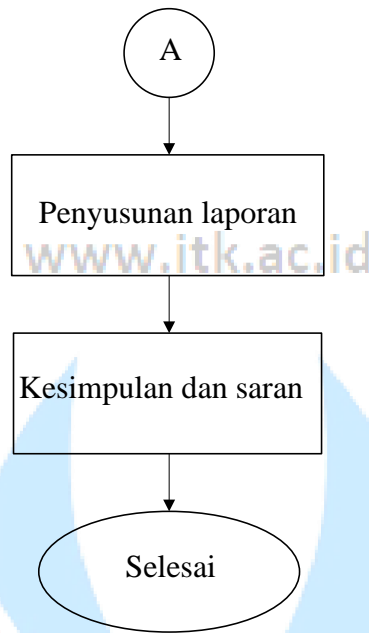 A
Penyusunan laporan
www.itk.ac.id
Kesimpulan dan saran
Selesai